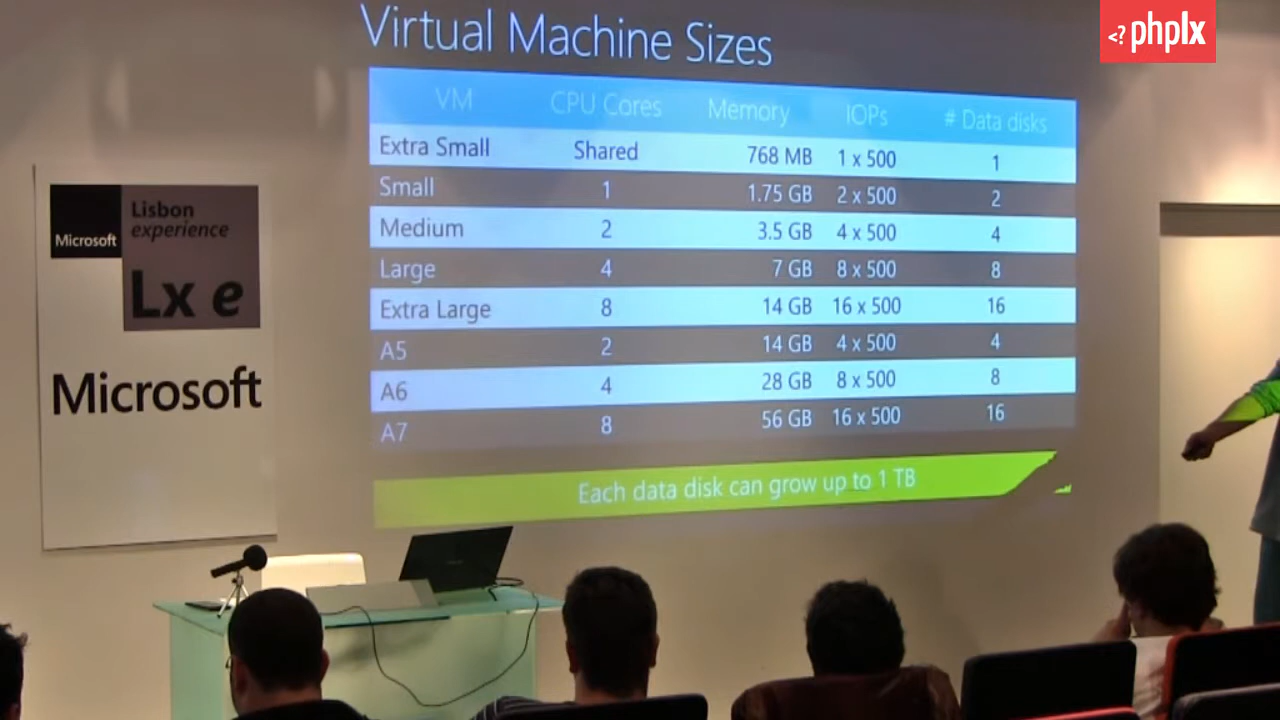 <? phplx
Virtual Machine Sizes
VM CPU Cores Memory IOPs # Data disks
Extra Small Shared 768 MB 1 x 500 1
Small 1 1.75 GB 2 x 500 2
Medium 2 3.5 GB 4 x 500 4
Large 4 7 GB 8 x 500 8
Extra Large 8 14 GB 16 x 500 16
A5 2 14 GB 4 x 500 4
A6 4 28 GB 8 x 500 8
A7 8 56 GB 16 x 500 16
Each data disk can grow up to 1 TB
Microsoft
Lisbon
experience
Lx e
Microsoft